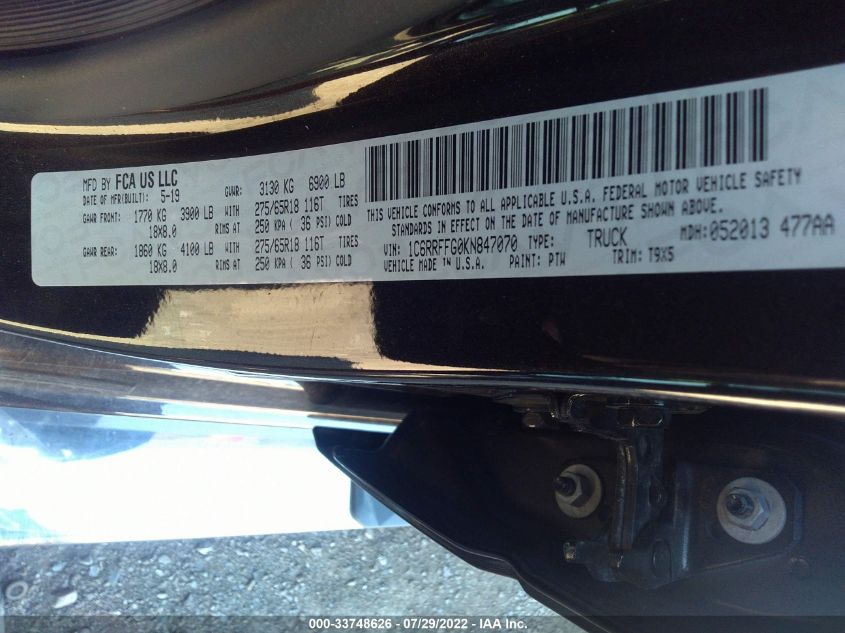 MFD BY FCA US LLC
DATE OF MFR(BUILT): 5-19 GVWR: 3130 KG 6900 LB
GAWR FRONT: 1770 KG 3900 LB WITH 275/65R18 116T TIRES
18X8.0 RIMS AT 250 KPA ( 36 PSI) COLD
GAWR REAR: 1860 KG 4100 LB WITH 275/65R18 116T TIRES
18X8.0 RIMS AT 250 KPA ( 36 PSI) COLD
THIS VEHICLE CONFORMS TO ALL APPLICABLE U.S.A. FEDERAL MOTOR VEHICLE SAFETY
STANDARDS IN EFFECT ON THE DATE OF MANUFACTURE SHOWN ABOVE.
VIN: 1C6RRFFG0KN847070 TYPE: TRUCK MDH: 052013 477AA
VEHICLE MADE IN U.S.A. PAINT: PTW TRIM: T9X5
000-33748626 - 07/29/2022 - IAA Inc.